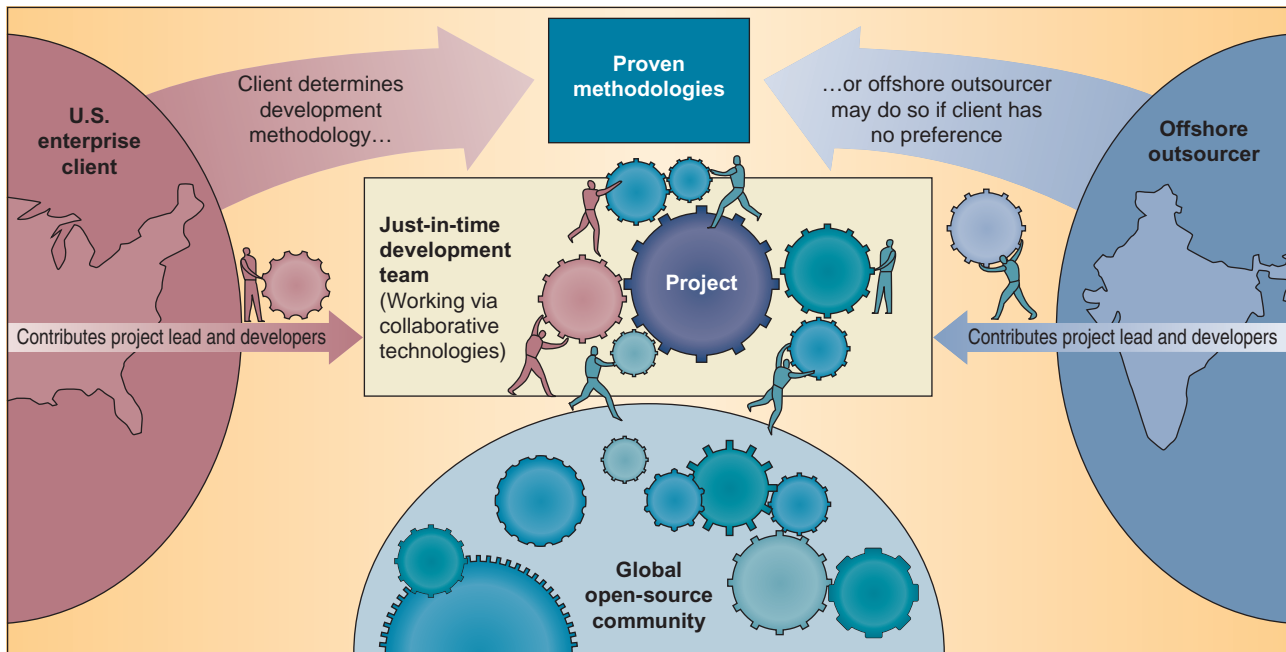 U.S.
enterprise
client
Client determines
development
methodology…
Proven
methodologies
…or offshore outsourcer
may do so if client has
no preference
Offshore
outsourcer
Just-in-time
development
team
(Working via
collaborative
technologies)
Project
Contributes project lead and developers
Contributes project lead and developers
Global
open-source
community